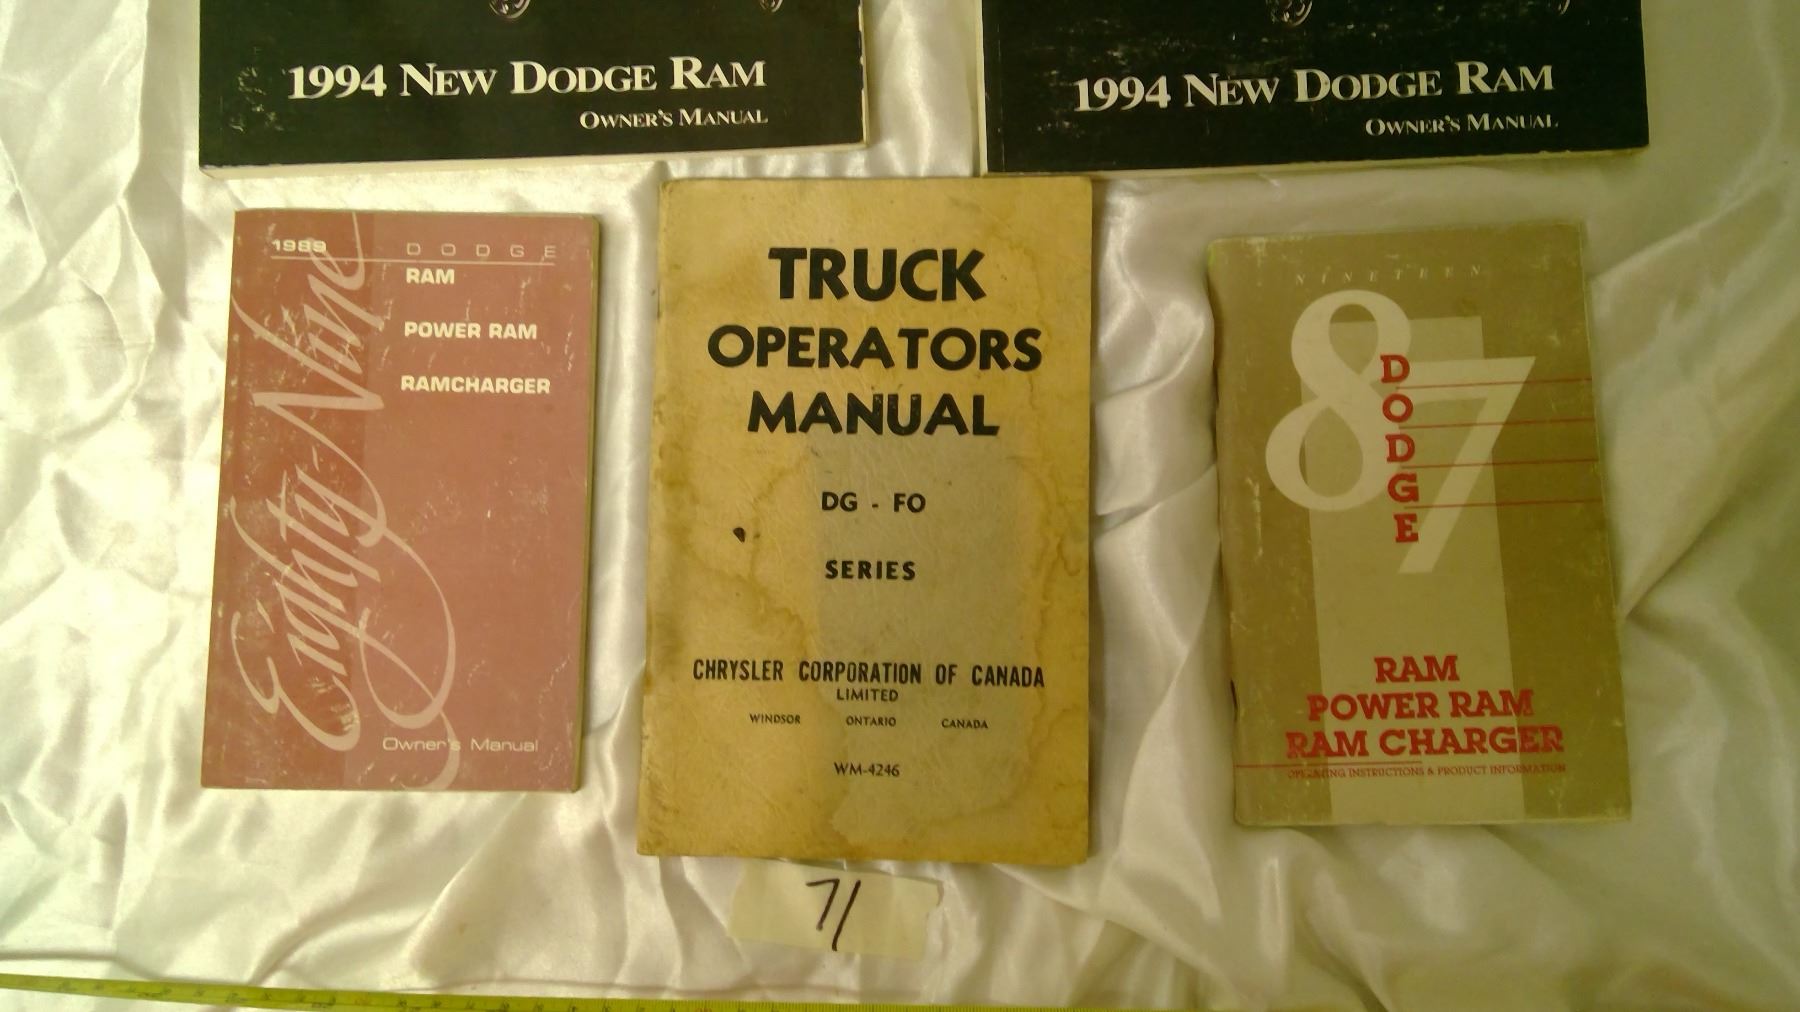 1994 NEW DODGE RAM
OWNER'S MANUAL
1994 NEW DODGE RAM
OWNER'S MANUAL
1989 DODGE
RAM
POWER RAM
RAMCHARGER
Eighty-Nine
Owner's Manual
TRUCK
OPERATORS
MANUAL
DG - FO
SERIES
CHRYSLER CORPORATION OF CANADA
LIMITED
WINDSOR ONTARIO CANADA
WM-4246
NINETEEN
87
DODGE
RAM
POWER RAM
RAM CHARGER
OPERATING INSTRUCTIONS & PRODUCT INFORMATION
71